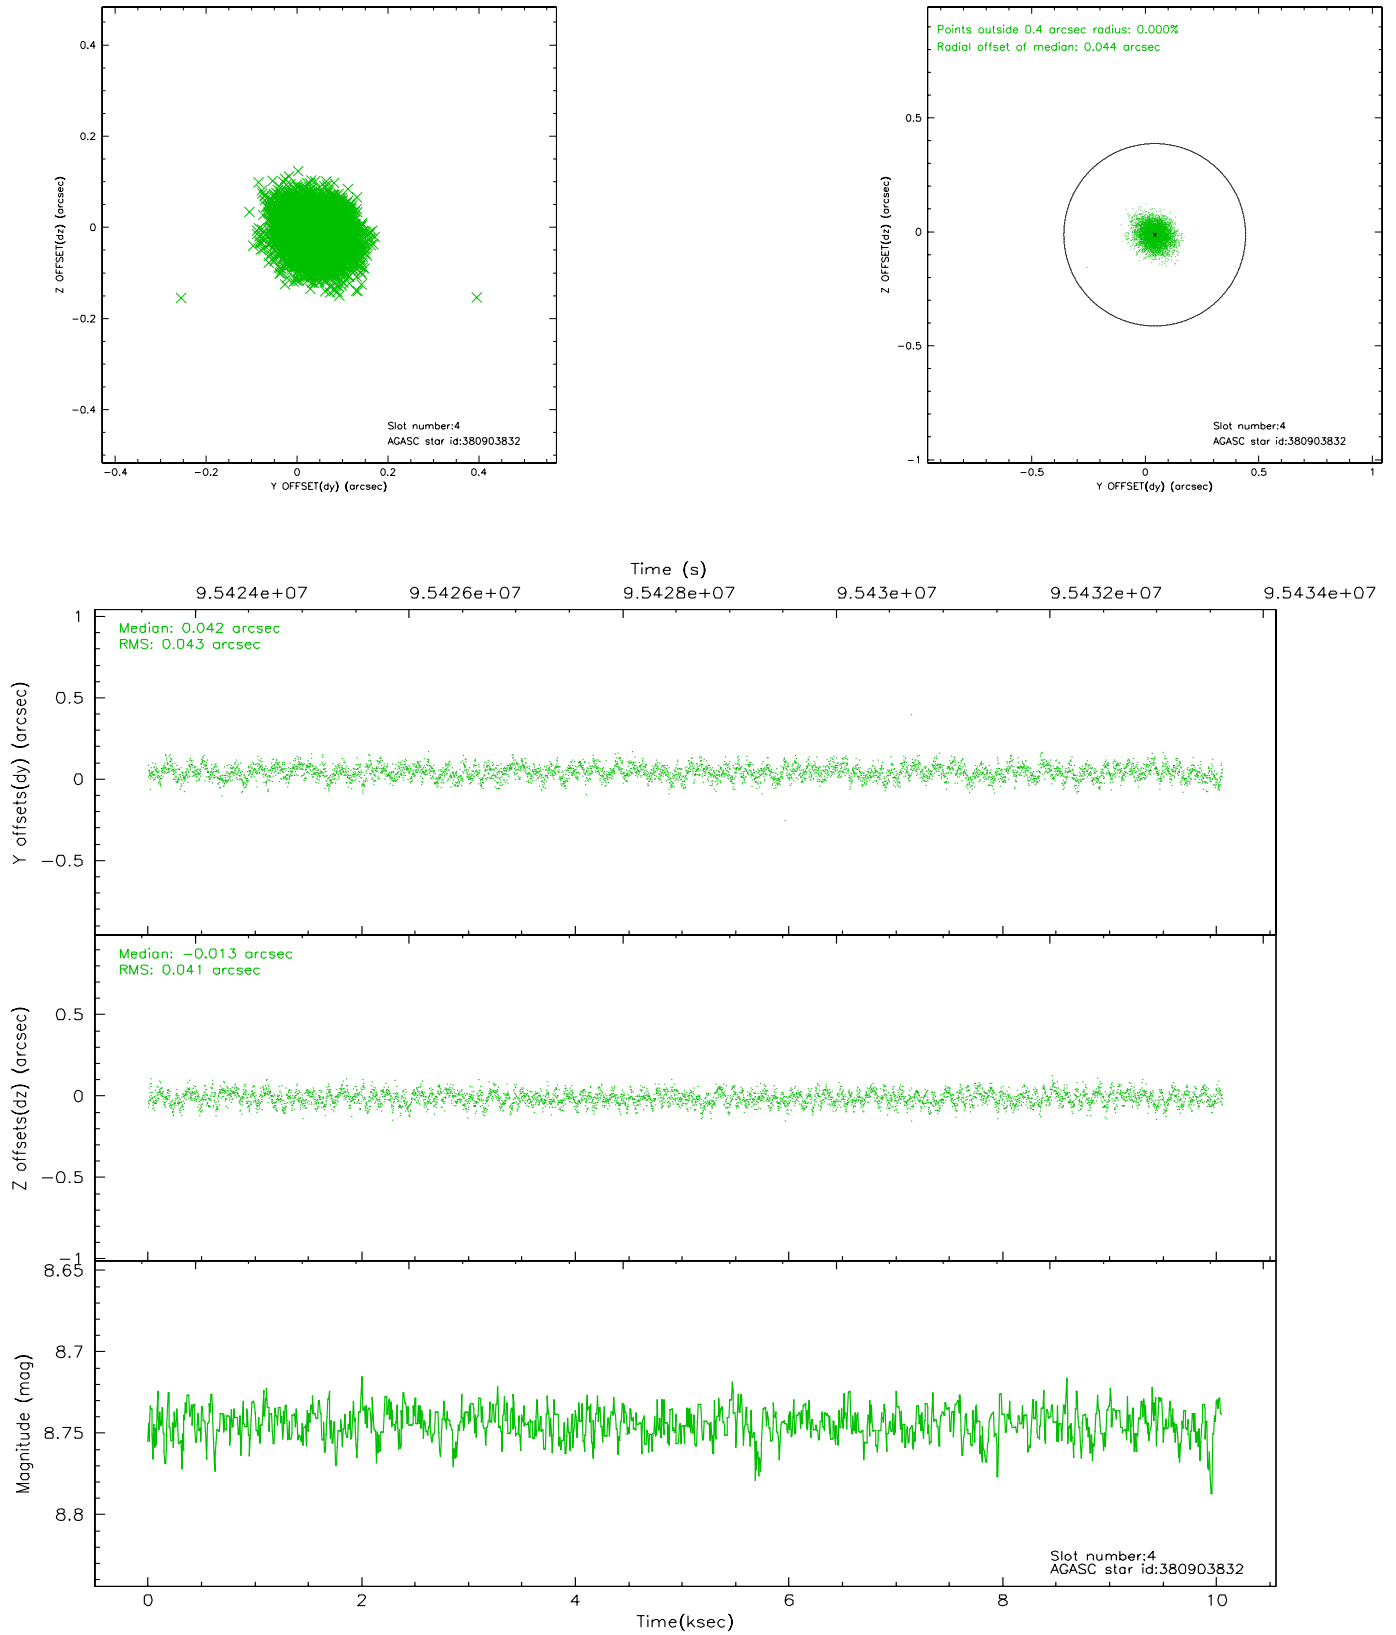 0.4
0.2
0
−0.2
−0.4
Z OFFSET(dz) (arcsec)
Slot number:4
AGASC star id:380903832
−0.4 −0.2 0 0.2 0.4
Y OFFSET(dy) (arcsec)
Points outside 0.4 arcsec radius: 0.000%
Radial offset of median: 0.044 arcsec
0.5
0
−0.5
−1
Z OFFSET(dz) (arcsec)
Slot number:4
AGASC star id:380903832
−0.5 0 0.5 1
Y OFFSET(dy) (arcsec)
Time (s)
9.5424e+07 9.5426e+07 9.5428e+07 9.543e+07 9.5432e+07 9.5434e+07
Median: 0.042 arcsec
RMS: 0.043 arcsec
1
0.5
0
−0.5
Y offsets(dy) (arcsec)
Median: −0.013 arcsec
RMS: 0.041 arcsec
0.5
0
−0.5
−1
Z offsets(dz) (arcsec)
8.65
8.7
8.75
8.8
Magnitude (mag)
Slot number:4
AGASC star id:380903832
0 2 4 6 8 10
Time(ksec)